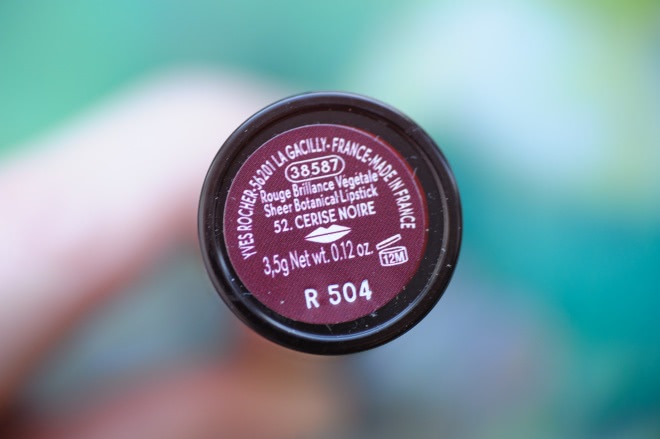 YVES ROCHER-56201 LA GACILLY-FRANCE-MADE IN FRANCE
38587
Rouge Brillance Végétale
Sheer Botanical Lipstick
52. CERISE NOIRE
3,5g Net wt. 0.12 oz.
12M
R 504